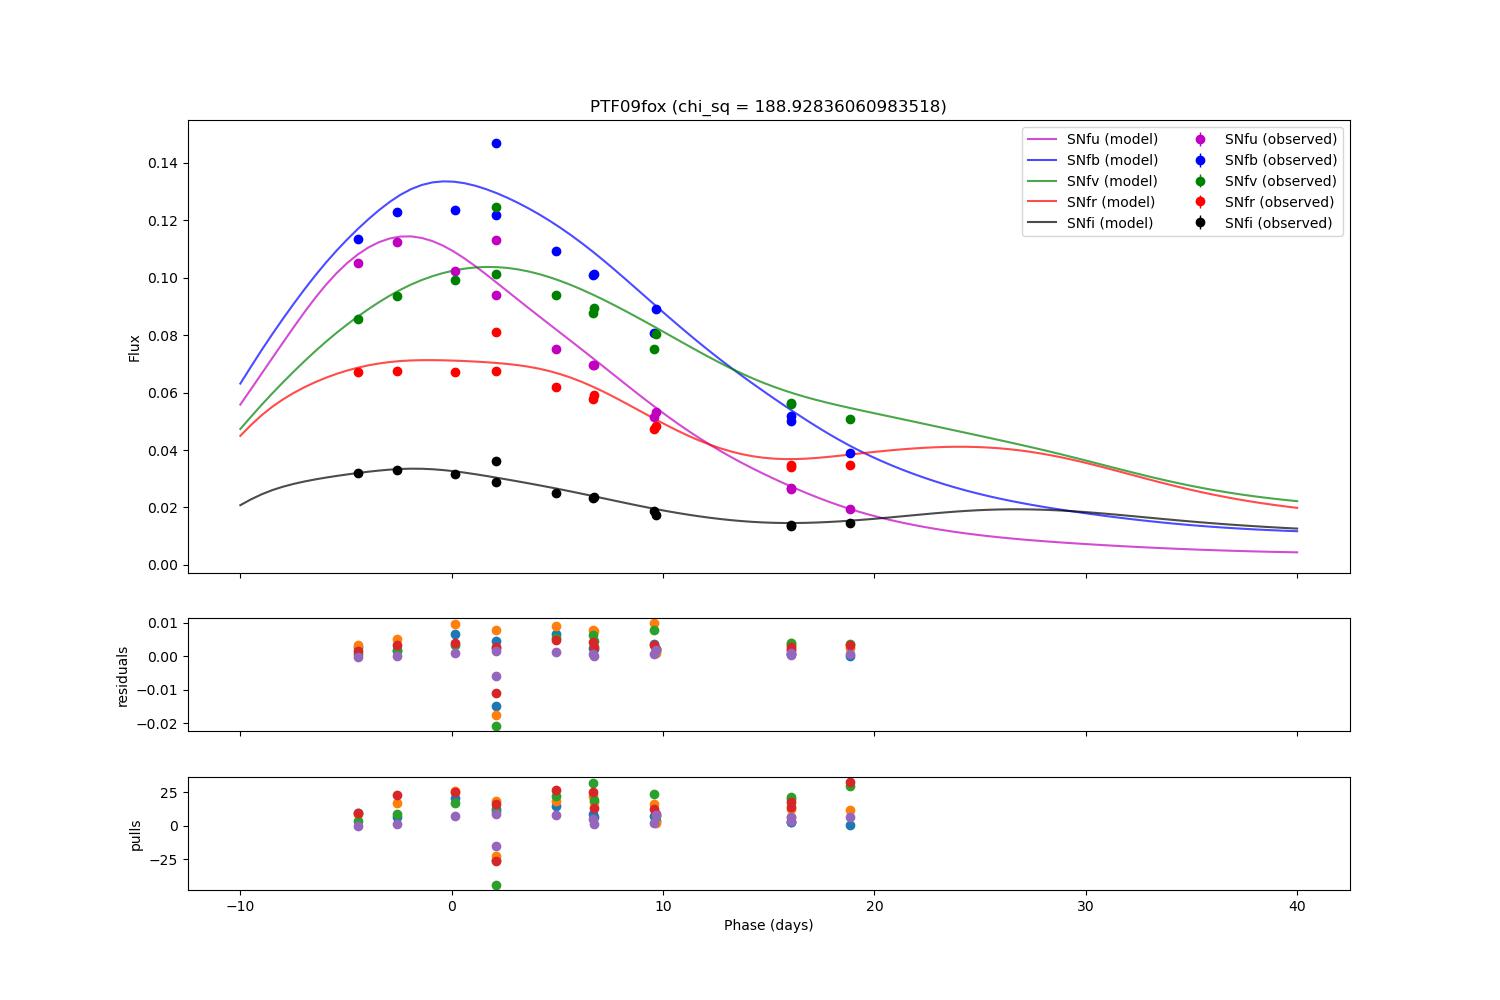 PTF09fox (chi_sq = 188.92836060983518)
SNfu (model) SNfu (observed)
SNfb (model) SNfb (observed)
SNfv (model) SNfv (observed)
SNfr (model) SNfr (observed)
SNfi (model) SNfi (observed)
0.14
0.12
0.10
0.08
0.06
0.04
0.02
0.00
Flux
0.01
0.00
−0.01
−0.02
residuals
25
0
−25
pulls
−10 0 10 20 30 40
Phase (days)